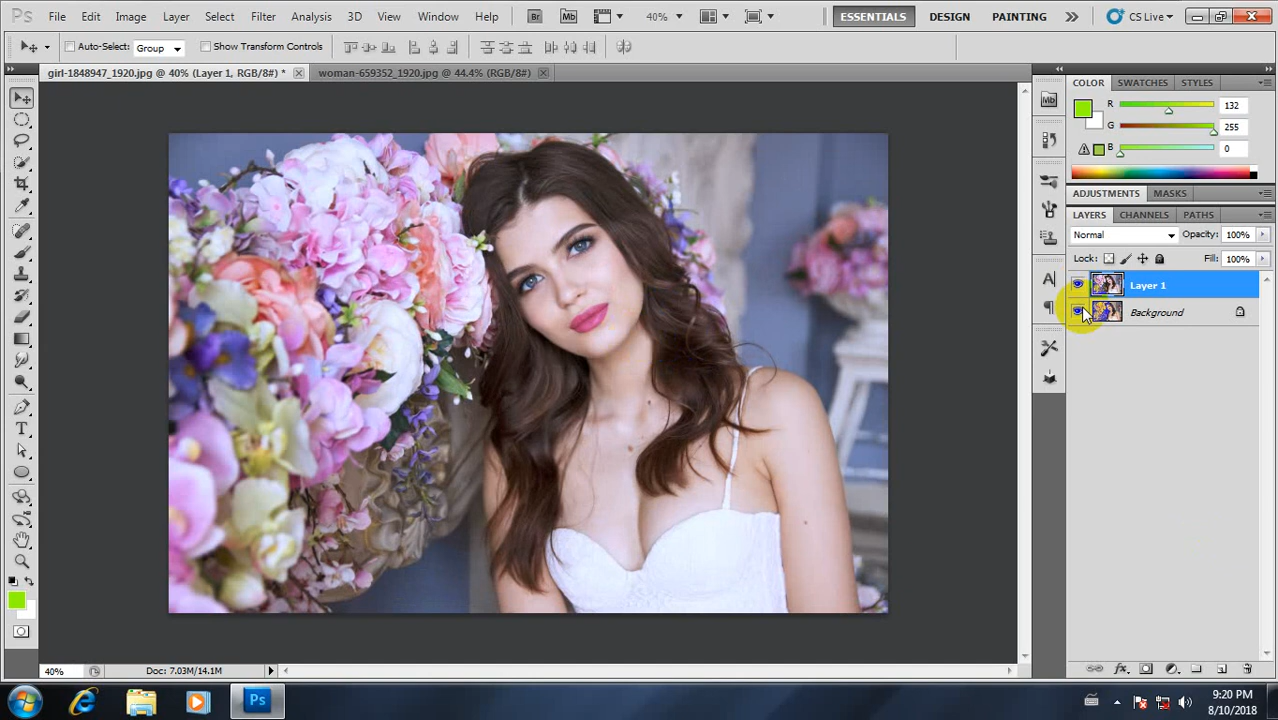 Ps File Edit Image Layer Select Filter Analysis 3D View Window Help Br Mb 40% ESSENTIALS DESIGN PAINTING CS Live
Auto-Select: Group Show Transform Controls
girl-1848947_1920.jpg @ 40% (Layer 1, RGB/8#) * woman-659352_1920.jpg @ 44.4% (RGB/8#)
COLOR SWATCHES STYLES
Mb
R 132
G 255
B 0
ADJUSTMENTS MASKS
LAYERS CHANNELS PATHS
Normal Opacity: 100%
Lock: Fill: 100%
Layer 1
Background
T
40% Doc: 7.03M/14.1M
fx
Ps 9:20 PM
8/10/2018